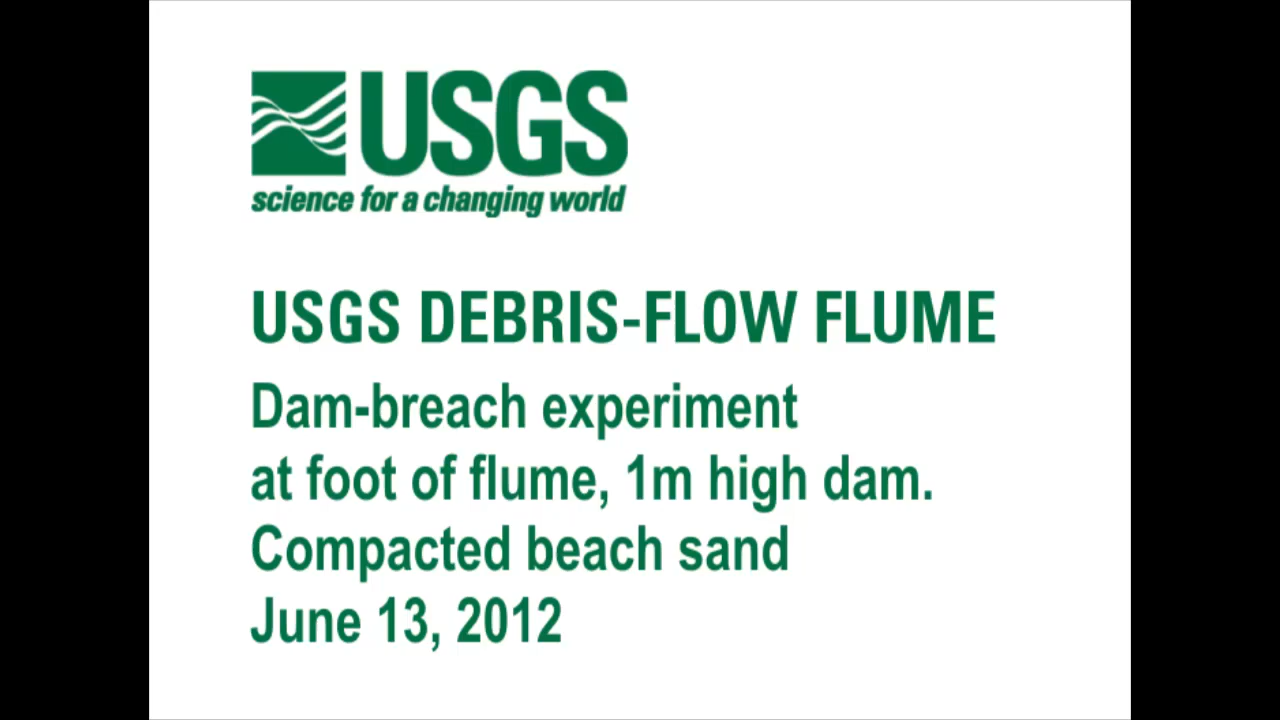 USGS
science for a changing world
USGS DEBRIS-FLOW FLUME
Dam-breach experiment
at foot of flume, 1m high dam.
Compacted beach sand
June 13, 2012